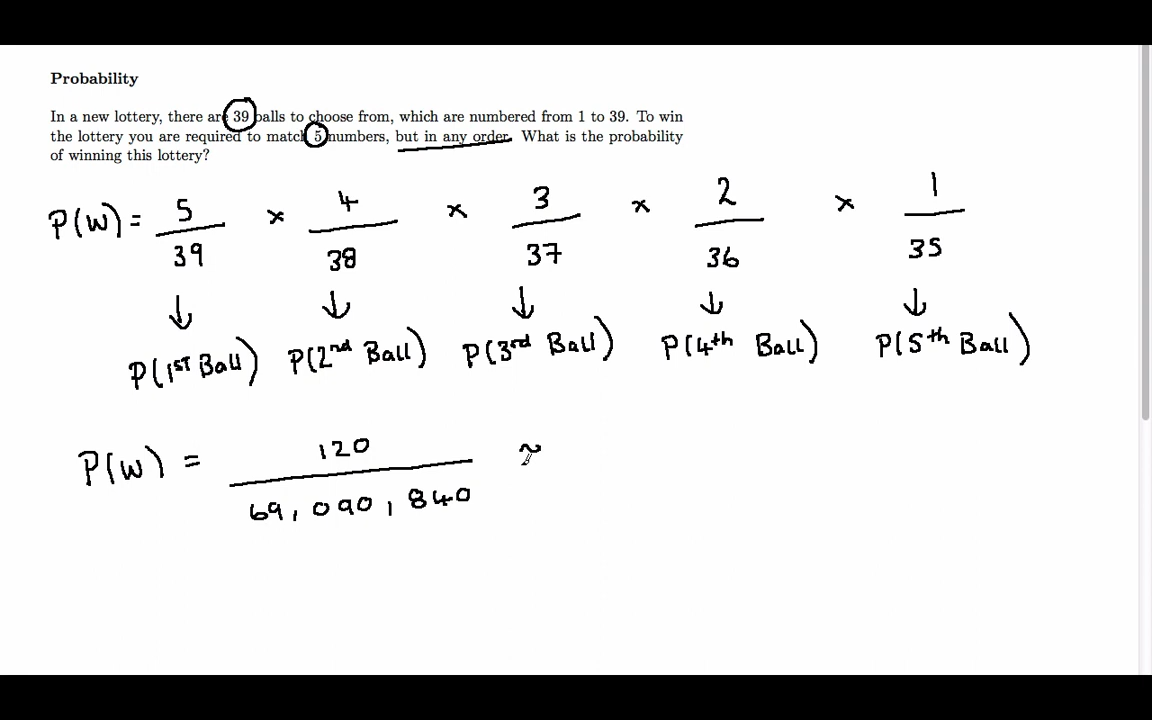 Probability
In a new lottery, there are 39 balls to choose from, which are numbered from 1 to 39. To win
the lottery you are required to match 5 numbers, but in any order. What is the probability
of winning this lottery?
P(W) = 5/39 × 4/38 × 3/37 × 2/36 × 1/35
↓ ↓ ↓ ↓ ↓
P(1ST Ball) P(2nd Ball) P(3rd Ball) P(4th Ball) P(5th Ball)
P(W) = 120/69,090,840 ≈